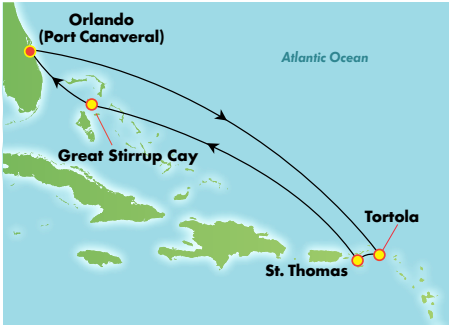 Orlando
(Port Canaveral)
Atlantic Ocean
Great Stirrup Cay
Tortola
St. Thomas